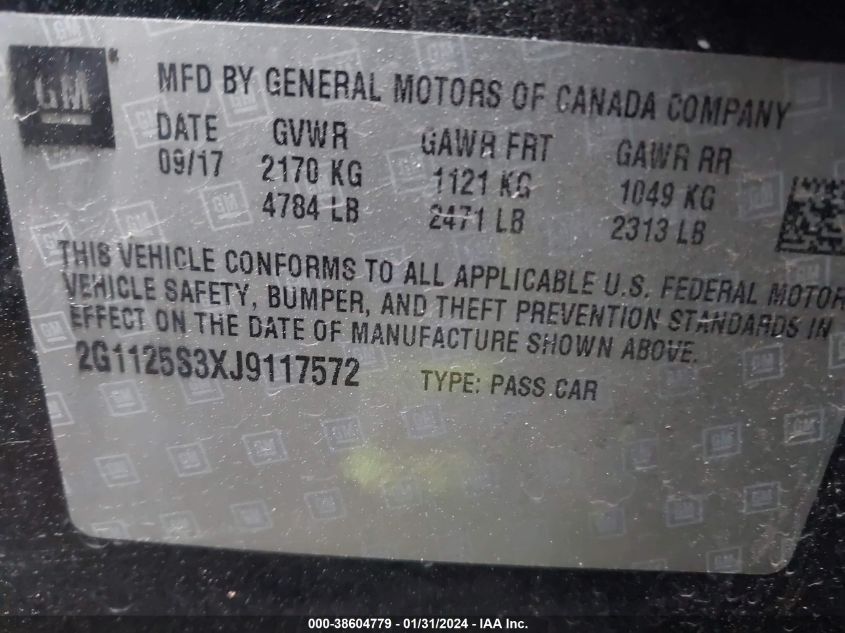 GM
MFD BY GENERAL MOTORS OF CANADA COMPANY
DATE GVWR GAWR FRT GAWR RR
09/17 2170 KG 1121 KG 1049 KG
4784 LB 2471 LB 2313 LB
THIS VEHICLE CONFORMS TO ALL APPLICABLE U.S. FEDERAL MOTOR
VEHICLE SAFETY, BUMPER, AND THEFT PREVENTION STANDARDS IN
EFFECT ON THE DATE OF MANUFACTURE SHOWN ABOVE.
2G1125S3XJ9117572 TYPE: PASS CAR
000-38604779 - 01/31/2024 - IAA Inc.